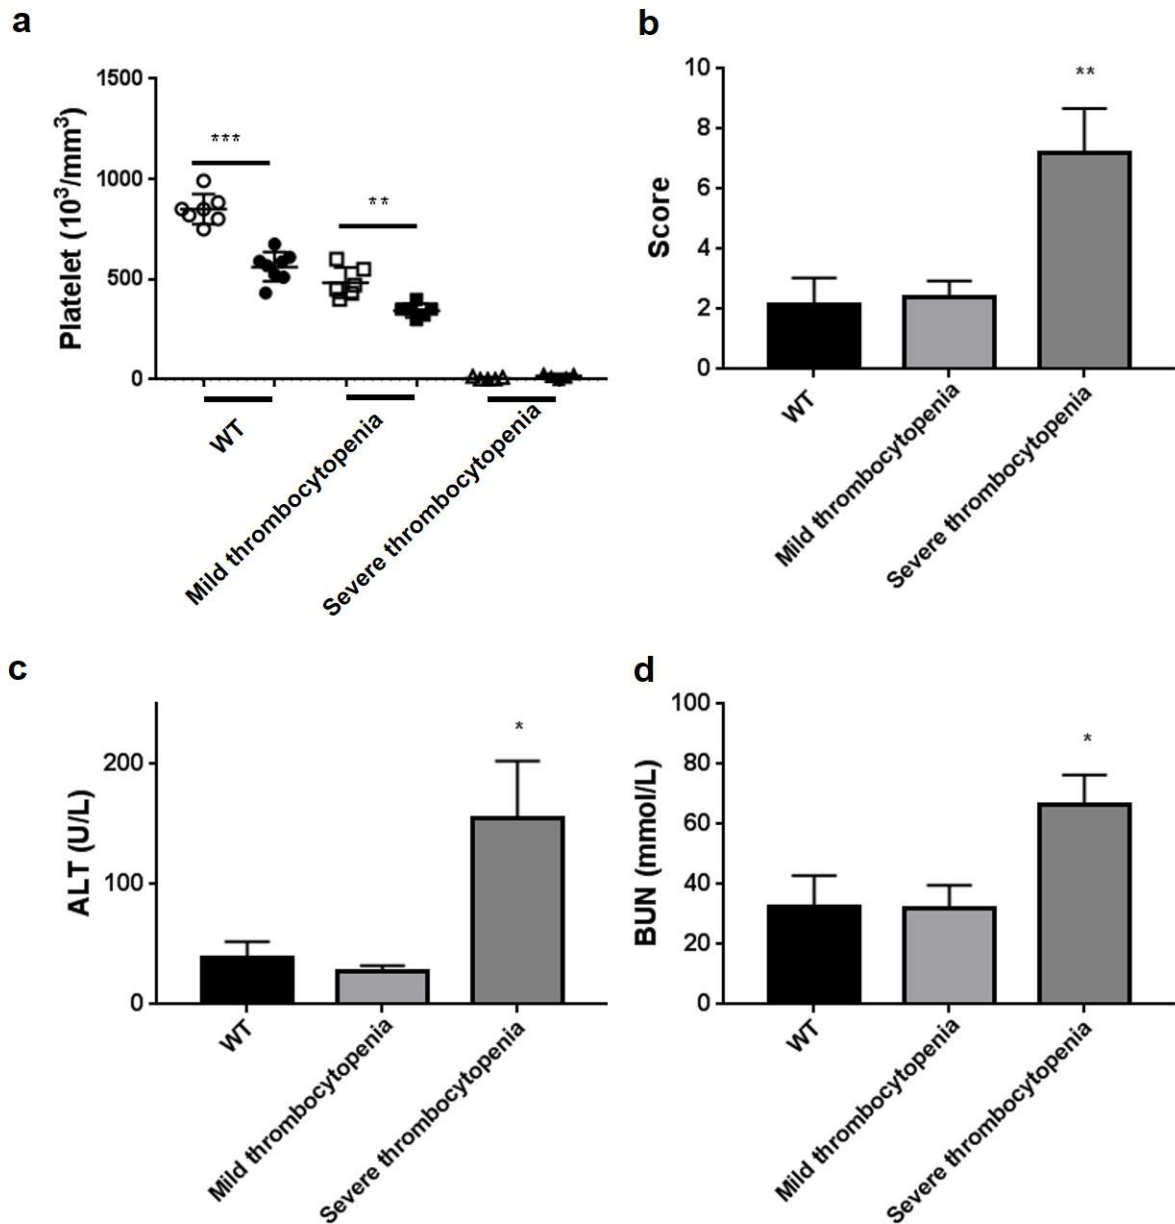 a
Platelet (10³/mm³)
1500
1000
500
0
***
**
WT
Mild thrombocytopenia
Severe thrombocytopenia
b
Score
10
8
6
4
2
0
**
WT
Mild thrombocytopenia
Severe thrombocytopenia
c
ALT (U/L)
200
100
0
*
WT
Mild thrombocytopenia
Severe thrombocytopenia
d
BUN (mmol/L)
100
80
60
40
20
0
*
WT
Mild thrombocytopenia
Severe thrombocytopenia